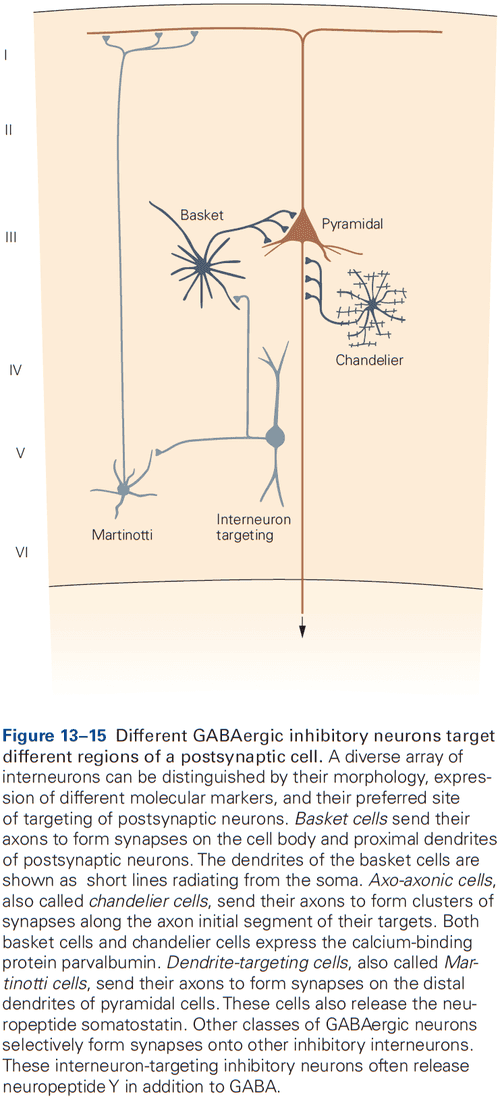 I
II
Basket
Pyramidal
III
Chandelier
IV
V
Martinotti
Interneuron
targeting
VI
Figure 13–15 Different GABAergic inhibitory neurons target
different regions of a postsynaptic cell. A diverse array of
interneurons can be distinguished by their morphology, expres-
sion of different molecular markers, and their preferred site
of targeting of postsynaptic neurons. Basket cells send their
axons to form synapses on the cell body and proximal dendrites
of postsynaptic neurons. The dendrites of the basket cells are
shown as short lines radiating from the soma. Axo-axonic cells,
also called chandelier cells, send their axons to form clusters of
synapses along the axon initial segment of their targets. Both
basket cells and chandelier cells express the calcium-binding
protein parvalbumin. Dendrite-targeting cells, also called Mar-
tinotti cells, send their axons to form synapses on the distal
dendrites of pyramidal cells. These cells also release the neu-
ropeptide somatostatin. Other classes of GABAergic neurons
selectively form synapses onto other inhibitory interneurons.
These interneuron-targeting inhibitory neurons often release
neuropeptide Y in addition to GABA.